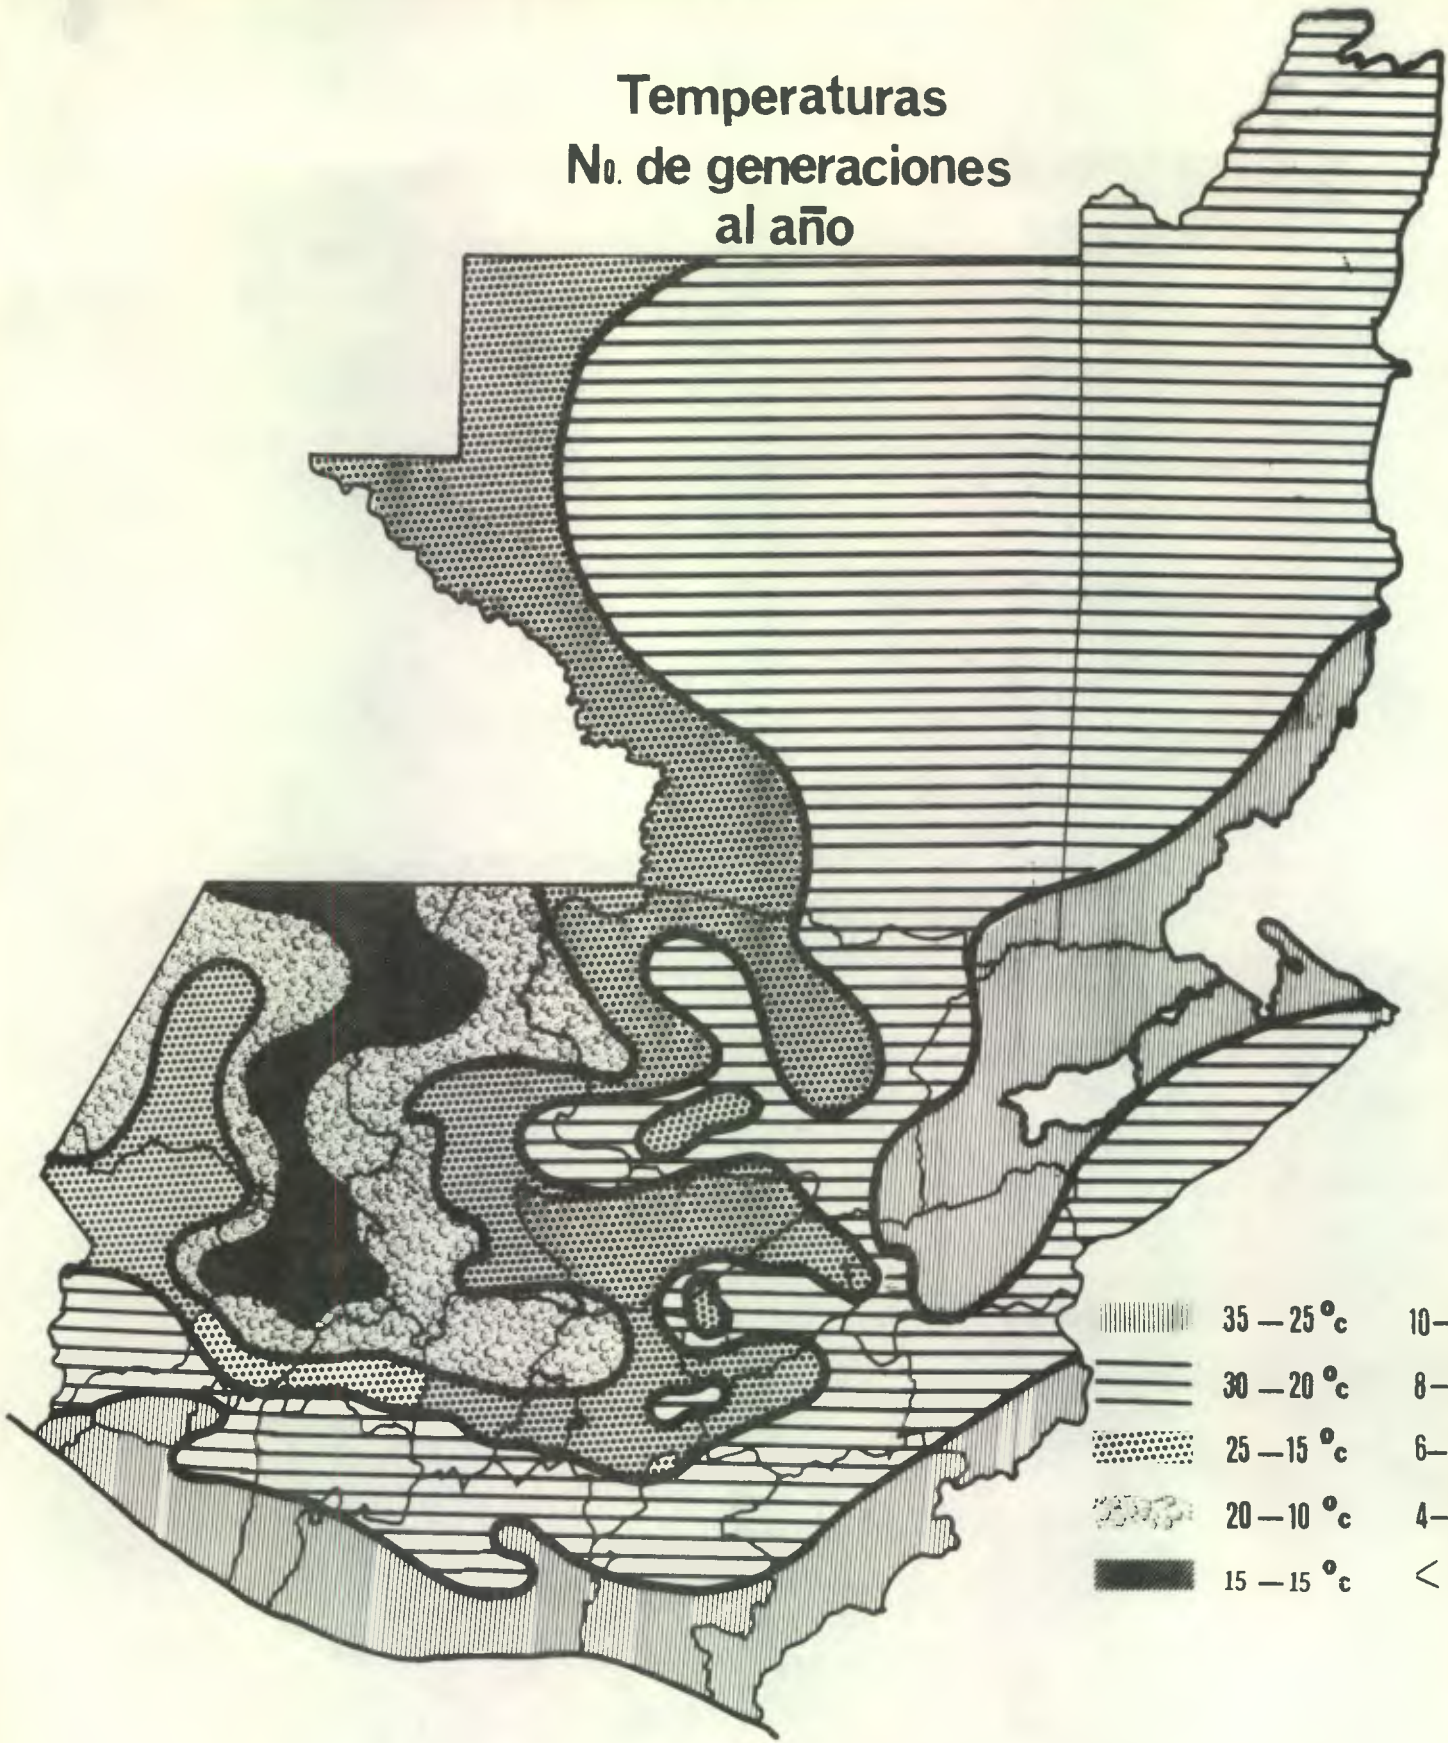 Temperaturas
No. de generaciones
al año
35 — 25 °c 10—
30 — 20 °c 8—
25 — 15 °c 6—
20 — 10 °c 4—
15 — 15 °c <